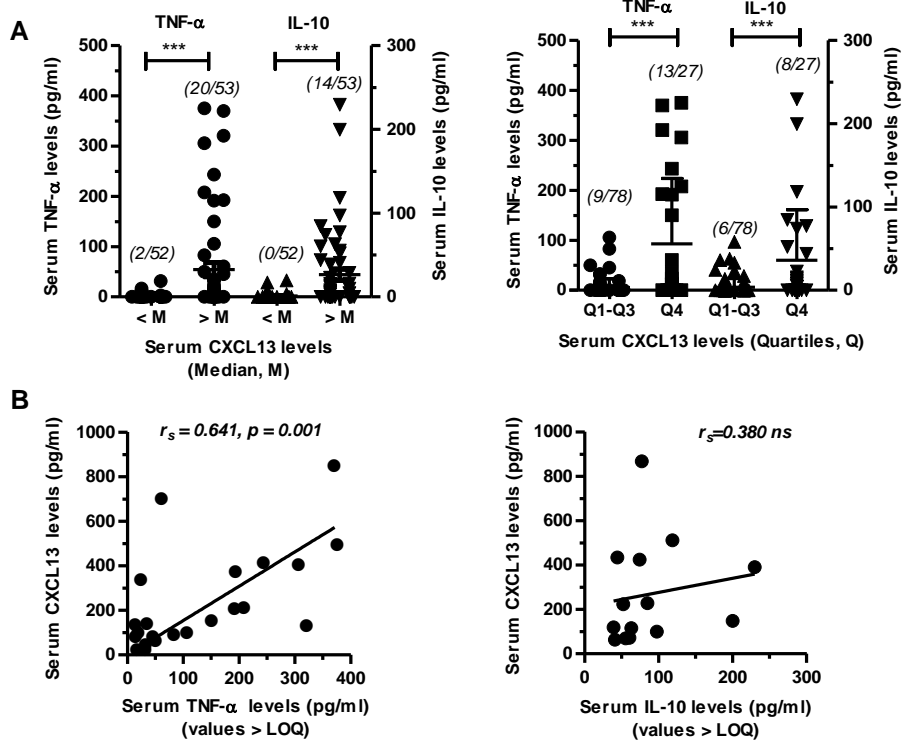 A
TNF-α IL-10
*** ***
(20/53) (14/53)
(2/52) (0/52)
Serum TNF-α levels (pg/ml)
500
400
300
200
100
0
Serum IL-10 levels (pg/ml)
300
200
100
0
< M > M < M > M
Serum CXCL13 levels
(Median, M)
TNF-α IL-10
*** ***
(13/27) (8/27)
(9/78) (6/78)
Serum TNF-α levels (pg/ml)
500
400
300
200
100
0
Serum IL-10 levels (pg/ml)
300
200
100
0
Q1-Q3 Q4 Q1-Q3 Q4
Serum CXCL13 levels (Quartiles, Q)
B
rs = 0.641, p = 0.001
Serum CXCL13 levels (pg/ml)
1000
800
600
400
200
0
0 100 200 300 400
Serum TNF-α levels (pg/ml)
(values > LOQ)
rs=0.380 ns
Serum CXCL13 levels (pg/ml)
1000
800
600
400
200
0
0 100 200 300
Serum IL-10 levels (pg/ml)
(values > LOQ)